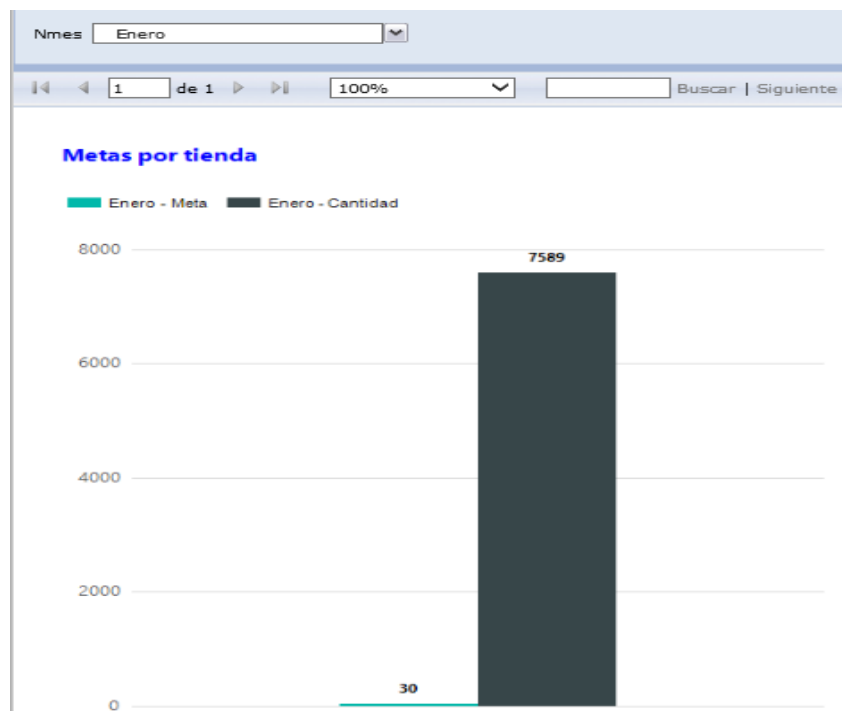 Nmes Enero
1 de 1 100% Buscar | Siguiente
Metas por tienda
Enero - Meta Enero - Cantidad
8000
7589
6000
4000
2000
30
0